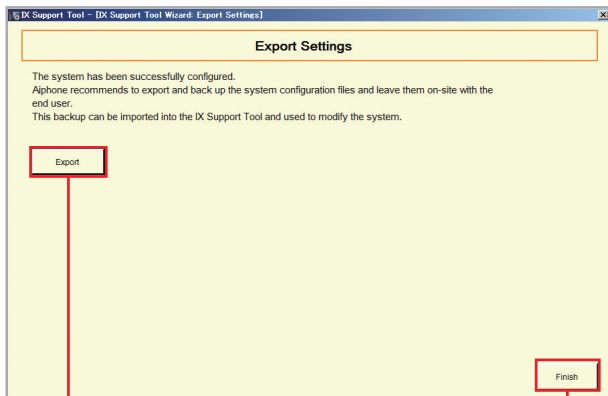 IX Support Tool - [IX Support Tool Wizard: Export Settings]
Export Settings
The system has been successfully configured.
Aiphone recommends to export and back up the system configuration files and leave them on-site with the
end user.
This backup can be imported into the IX Support Tool and used to modify the system.
Export
Finish